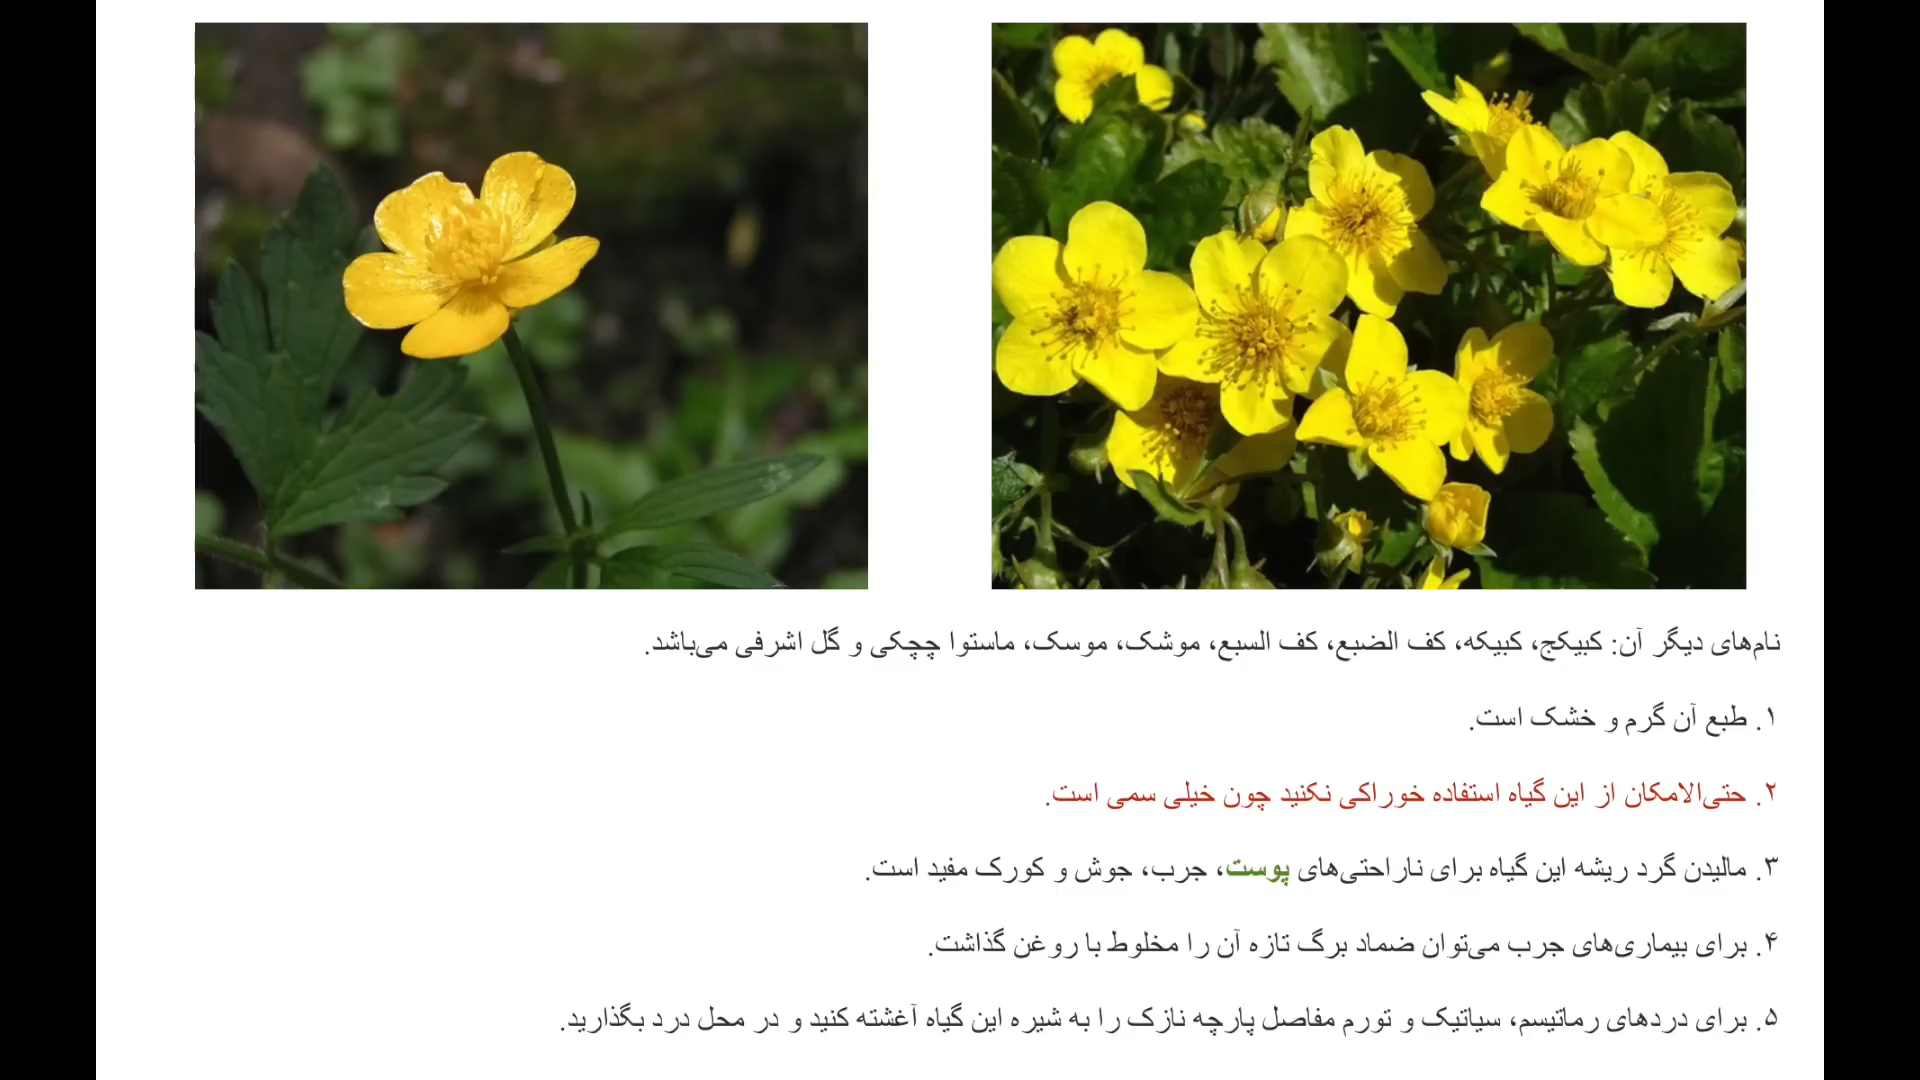 نام‌های دیگر آن: کبیکج، کبیکه، کف الضبع، کف السبع، موشک، موسک، ماستوا چچکی و گل اشرفی می‌باشد.
۱. طبع آن گرم و خشک است.
۲. حتی‌الامکان از این گیاه استفاده خوراکی نکنید چون خیلی سمی است.
۳. مالیدن گرد ریشه این گیاه برای ناراحتی‌های پوست، جرب، جوش و کورک مفید است.
۴. برای بیماری‌های جرب می‌توان ضماد برگ تازه آن را مخلوط با روغن گذاشت.
۵. برای دردهای رماتیسم، سیاتیک و تورم مفاصل پارچه نازک را به شیره این گیاه آغشته کنید و در محل درد بگذارید.